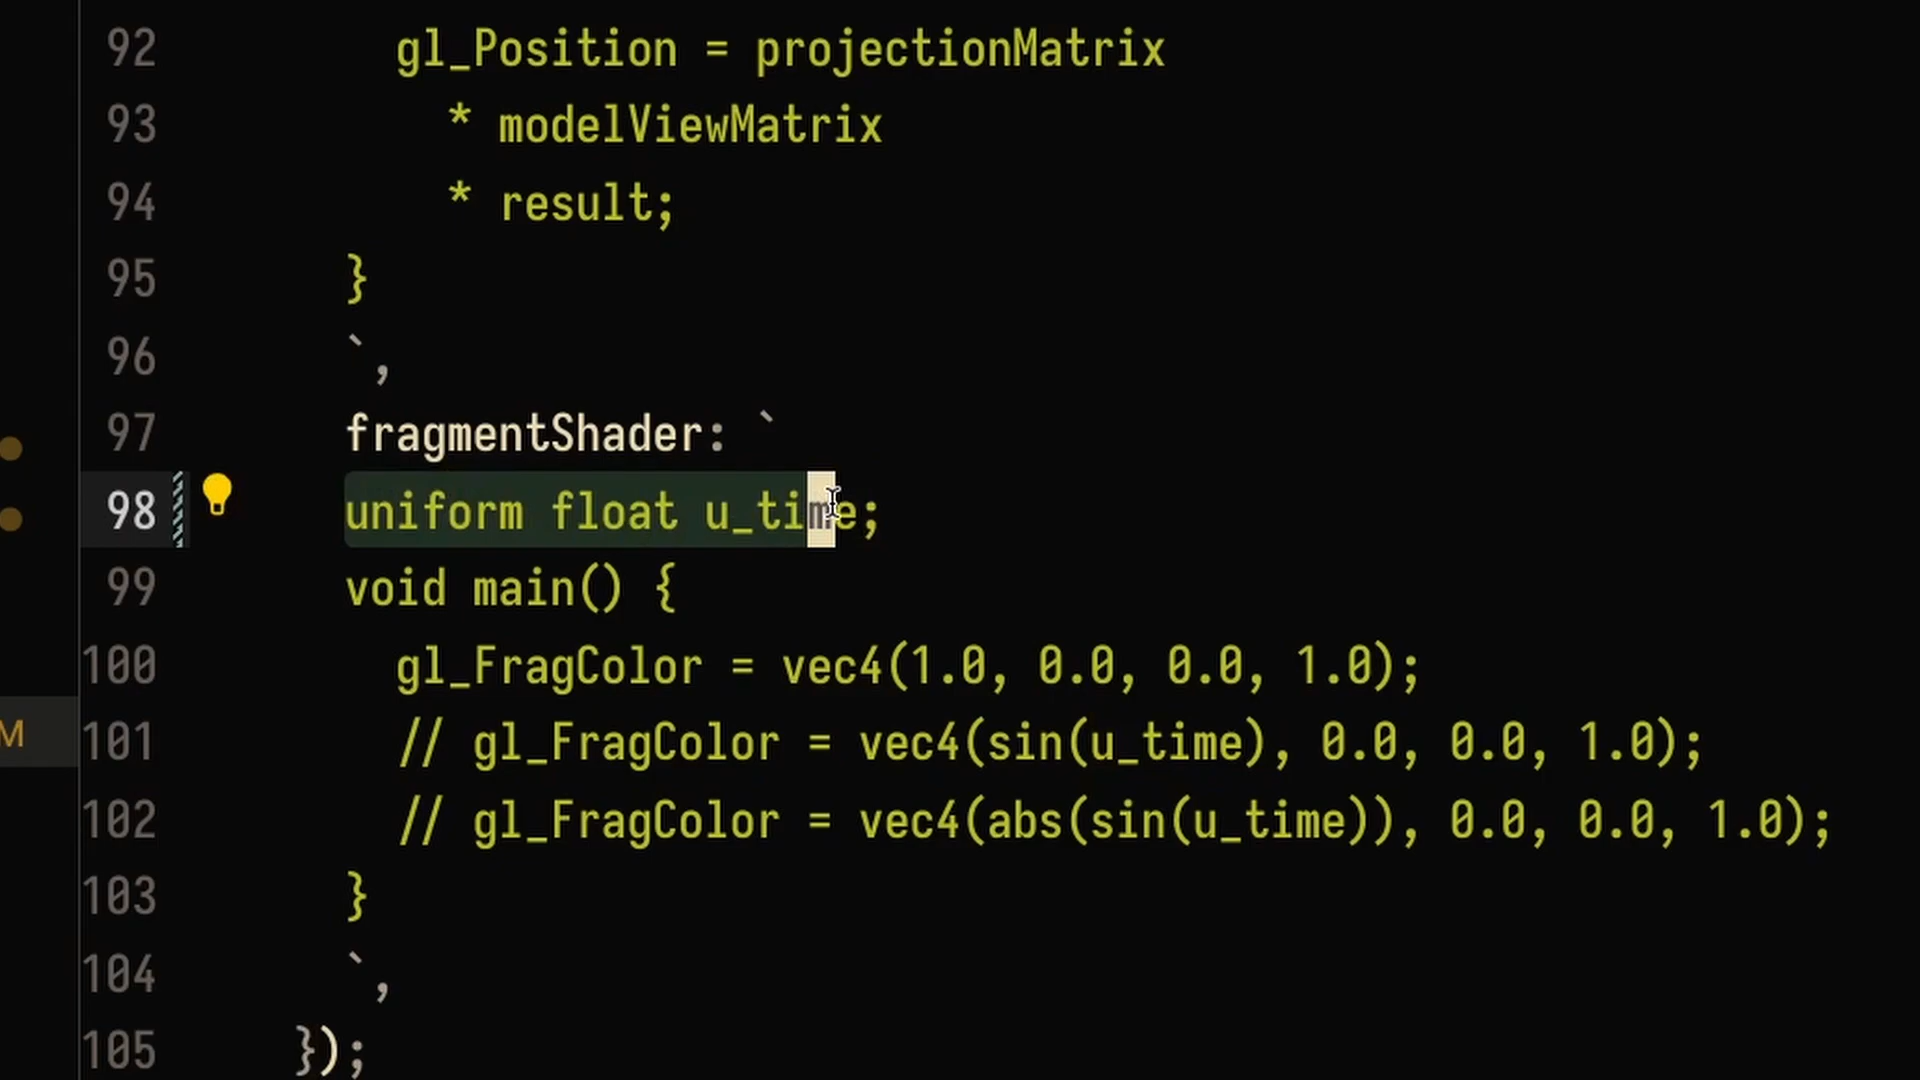 92 gl_Position = projectionMatrix
93 * modelViewMatrix
94 * result;
95 }
96 `,
97 fragmentShader: `
98 uniform float u_time;
99 void main() {
100 gl_FragColor = vec4(1.0, 0.0, 0.0, 1.0);
M 101 // gl_FragColor = vec4(sin(u_time), 0.0, 0.0, 1.0);
102 // gl_FragColor = vec4(abs(sin(u_time)), 0.0, 0.0, 1.0);
103 }
104 `,
105 });